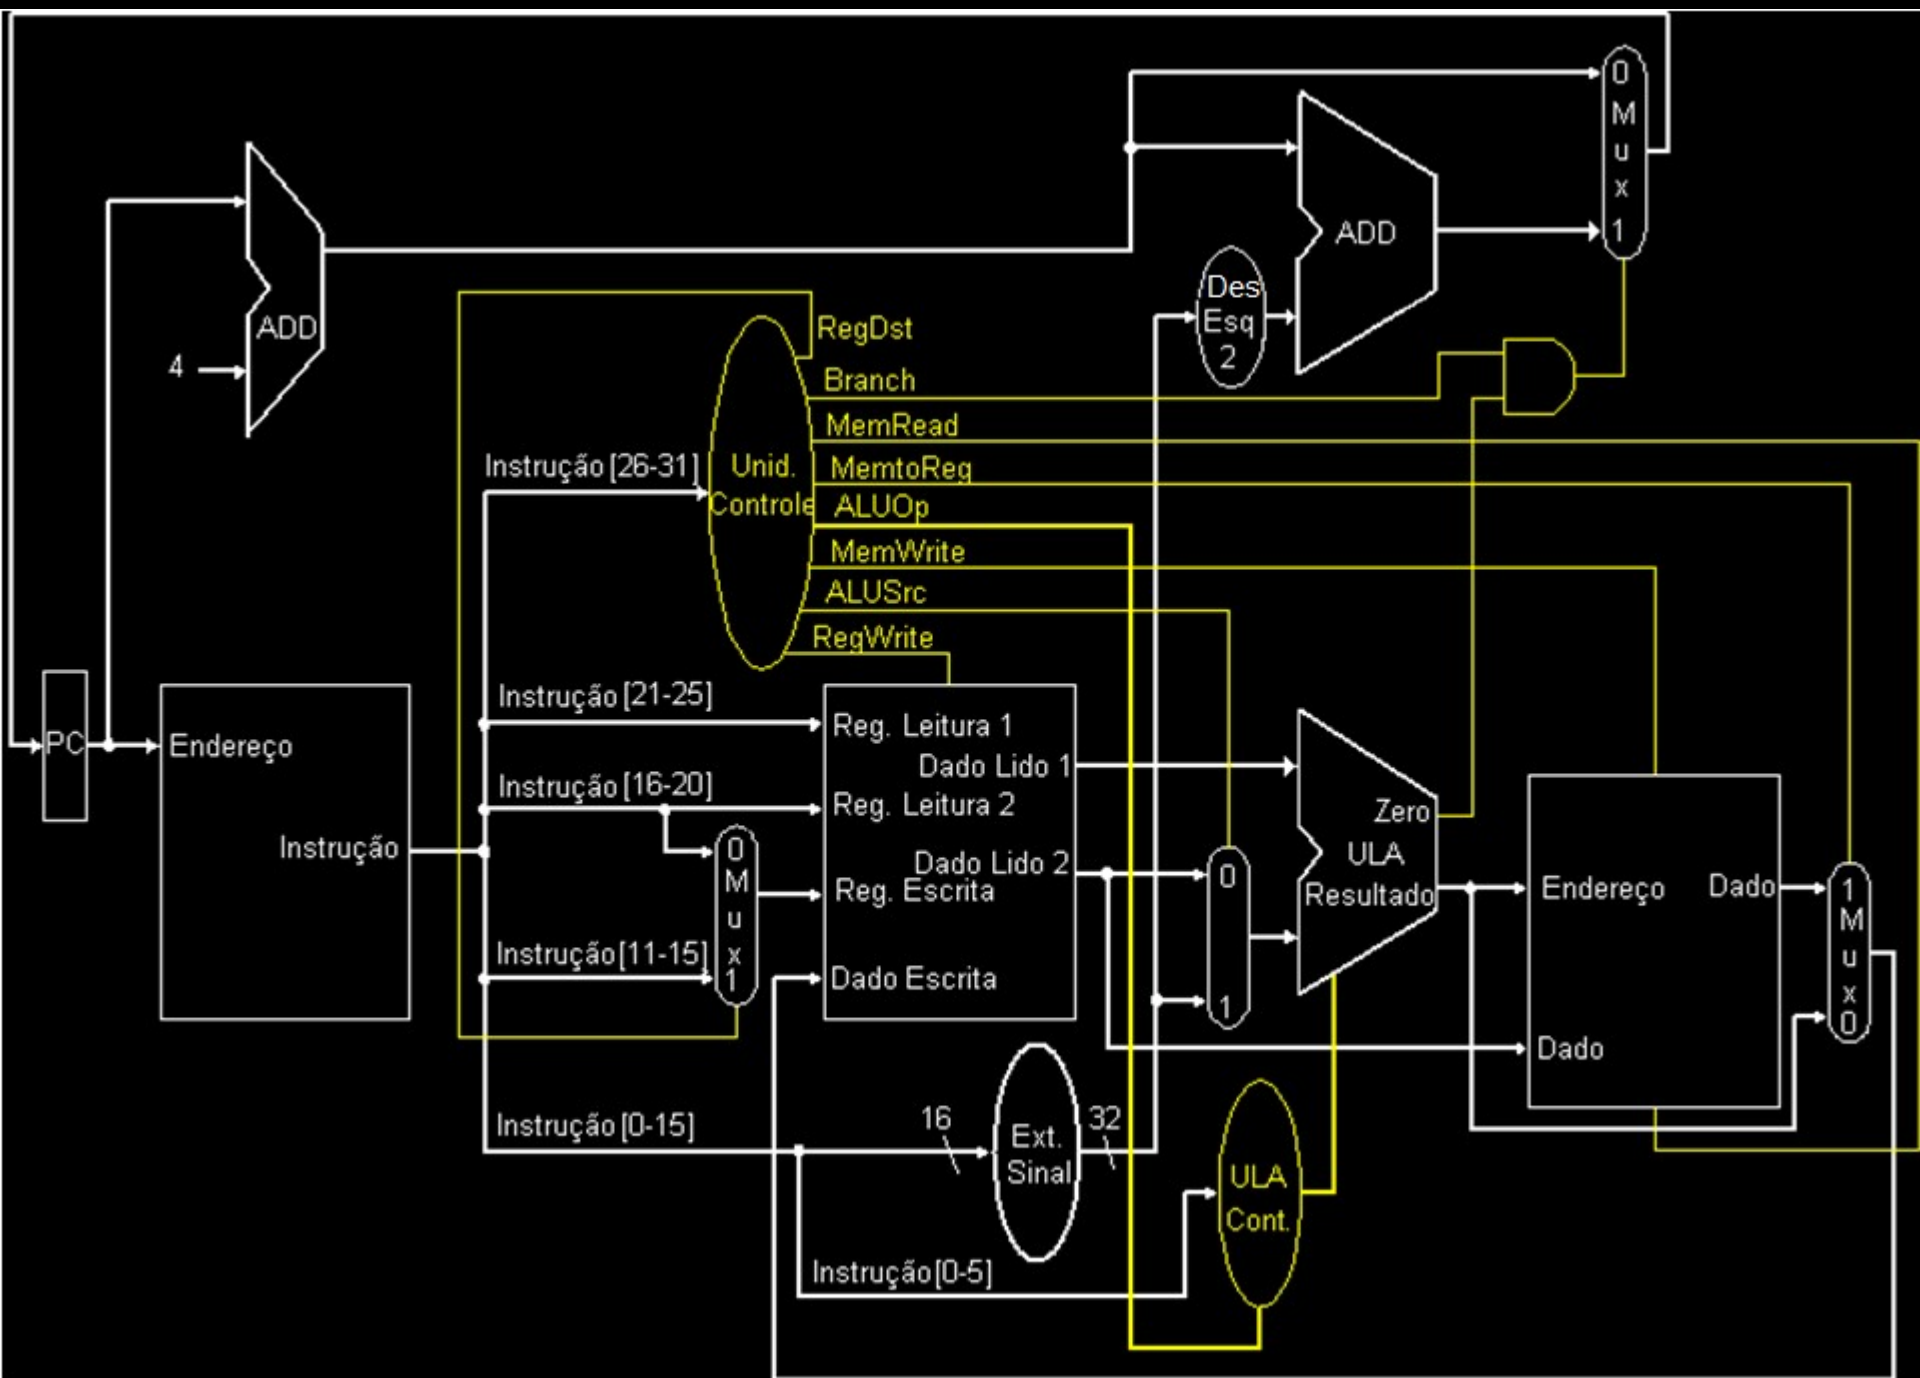 0
M
u
x
1
ADD
Des
Esq
2
ADD
4
RegDst
Branch
MemRead
MemtoReg
ALUOp
MemWrite
ALUSrc
RegWrite
Unid.
Controle
Instrução [26-31]
Instrução [21-25]
Instrução [16-20]
Instrução [11-15]
Instrução [0-15]
Instrução [0-5]
PC
Endereço
Instrução
0
M
u
x
1
Reg. Leitura 1
Dado Lido 1
Reg. Leitura 2
Dado Lido 2
Reg. Escrita
Dado Escrita
0
1
Zero
ULA
Resultado
Endereço
Dado
Dado
1
M
u
x
0
16
Ext.
Sinal
32
ULA
Cont.